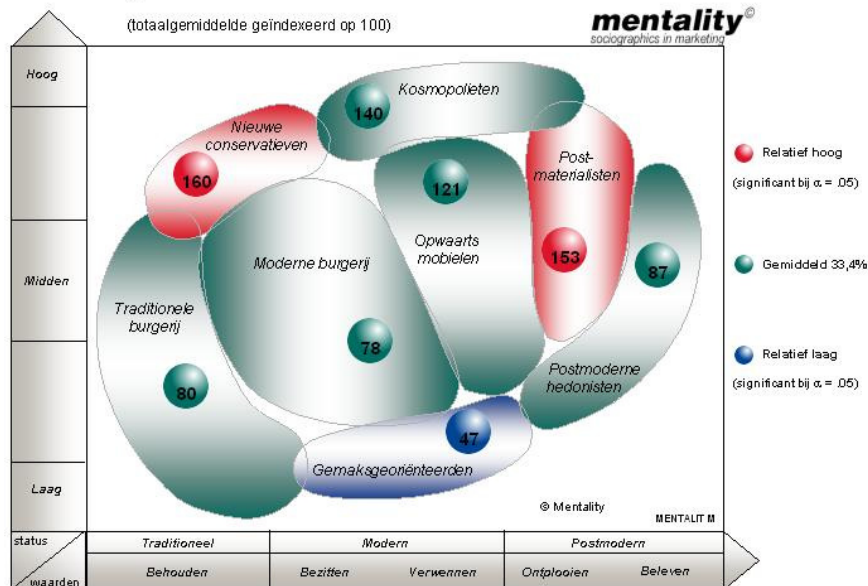 (totaalgemiddelde geïndexeerd op 100)
mentality©
sociographics in marketing
Hoog
Midden
Laag
Kosmopolieten
140
Nieuwe
conservatieven
160
Post-
materialisten
153
121
Opwaarts
mobielen
Moderne burgerij
78
87
Postmoderne
hedonisten
Traditionele
burgerij
80
47
Gemaksgeoriënteerden
Relatief hoog
(significant bij α = .05)
Gemiddeld 33,4%
Relatief laag
(significant bij α = .05)
© Mentality
MENTALIT M
status
waarden
Traditioneel
Modern
Postmodern
Behouden
Bezitten
Verwennen
Ontplooien
Beleven